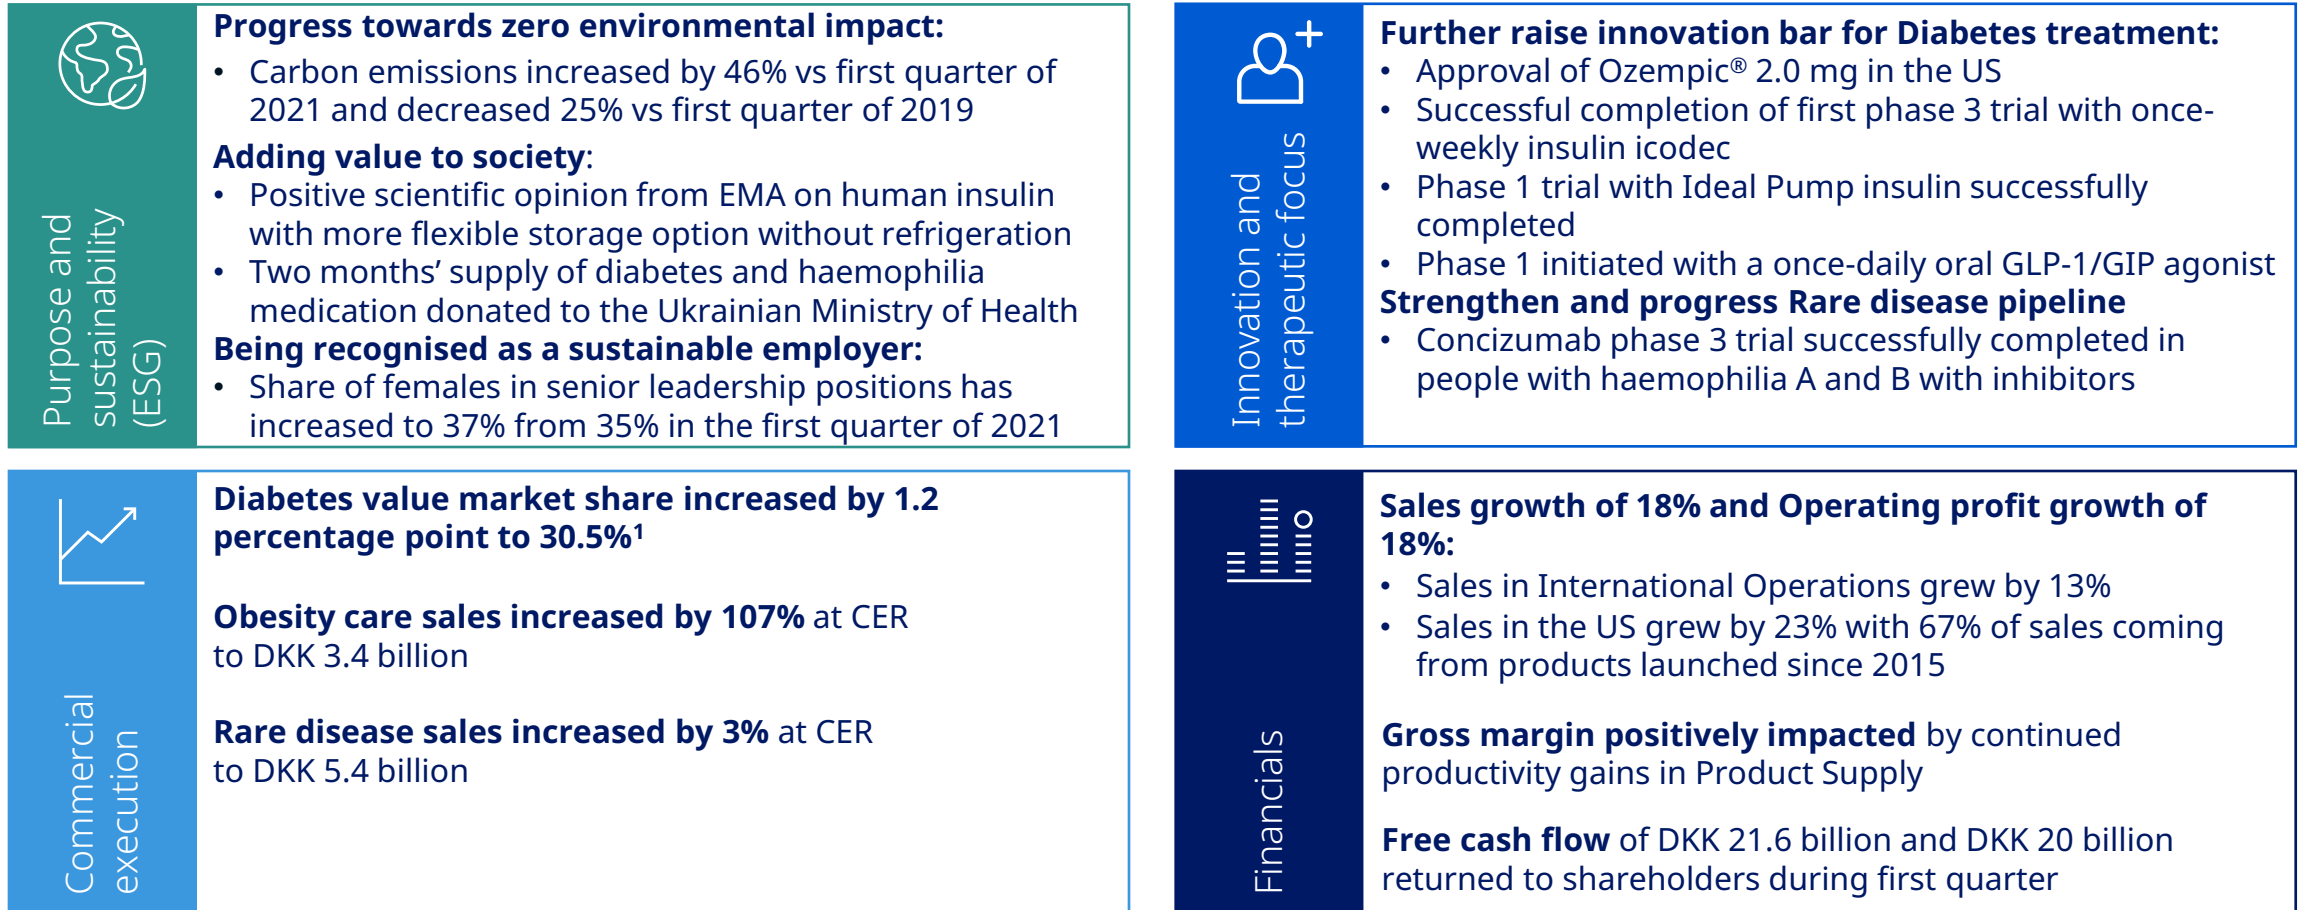 Purpose and
sustainability
(ESG)
Progress towards zero environmental impact:
• Carbon emissions increased by 46% vs first quarter of
2021 and decreased 25% vs first quarter of 2019
Adding value to society:
• Positive scientific opinion from EMA on human insulin
with more flexible storage option without refrigeration
• Two months’ supply of diabetes and haemophilia
medication donated to the Ukrainian Ministry of Health
Being recognised as a sustainable employer:
• Share of females in senior leadership positions has
increased to 37% from 35% in the first quarter of 2021
Innovation and
therapeutic focus
Further raise innovation bar for Diabetes treatment:
• Approval of Ozempic® 2.0 mg in the US
• Successful completion of first phase 3 trial with once-
weekly insulin icodec
• Phase 1 trial with Ideal Pump insulin successfully
completed
• Phase 1 initiated with a once-daily oral GLP-1/GIP agonist
Strengthen and progress Rare disease pipeline
• Concizumab phase 3 trial successfully completed in
people with haemophilia A and B with inhibitors
Commercial
execution
Diabetes value market share increased by 1.2
percentage point to 30.5%¹
Obesity care sales increased by 107% at CER
to DKK 3.4 billion
Rare disease sales increased by 3% at CER
to DKK 5.4 billion
Financials
Sales growth of 18% and Operating profit growth of
18%:
• Sales in International Operations grew by 13%
• Sales in the US grew by 23% with 67% of sales coming
from products launched since 2015
Gross margin positively impacted by continued
productivity gains in Product Supply
Free cash flow of DKK 21.6 billion and DKK 20 billion
returned to shareholders during first quarter